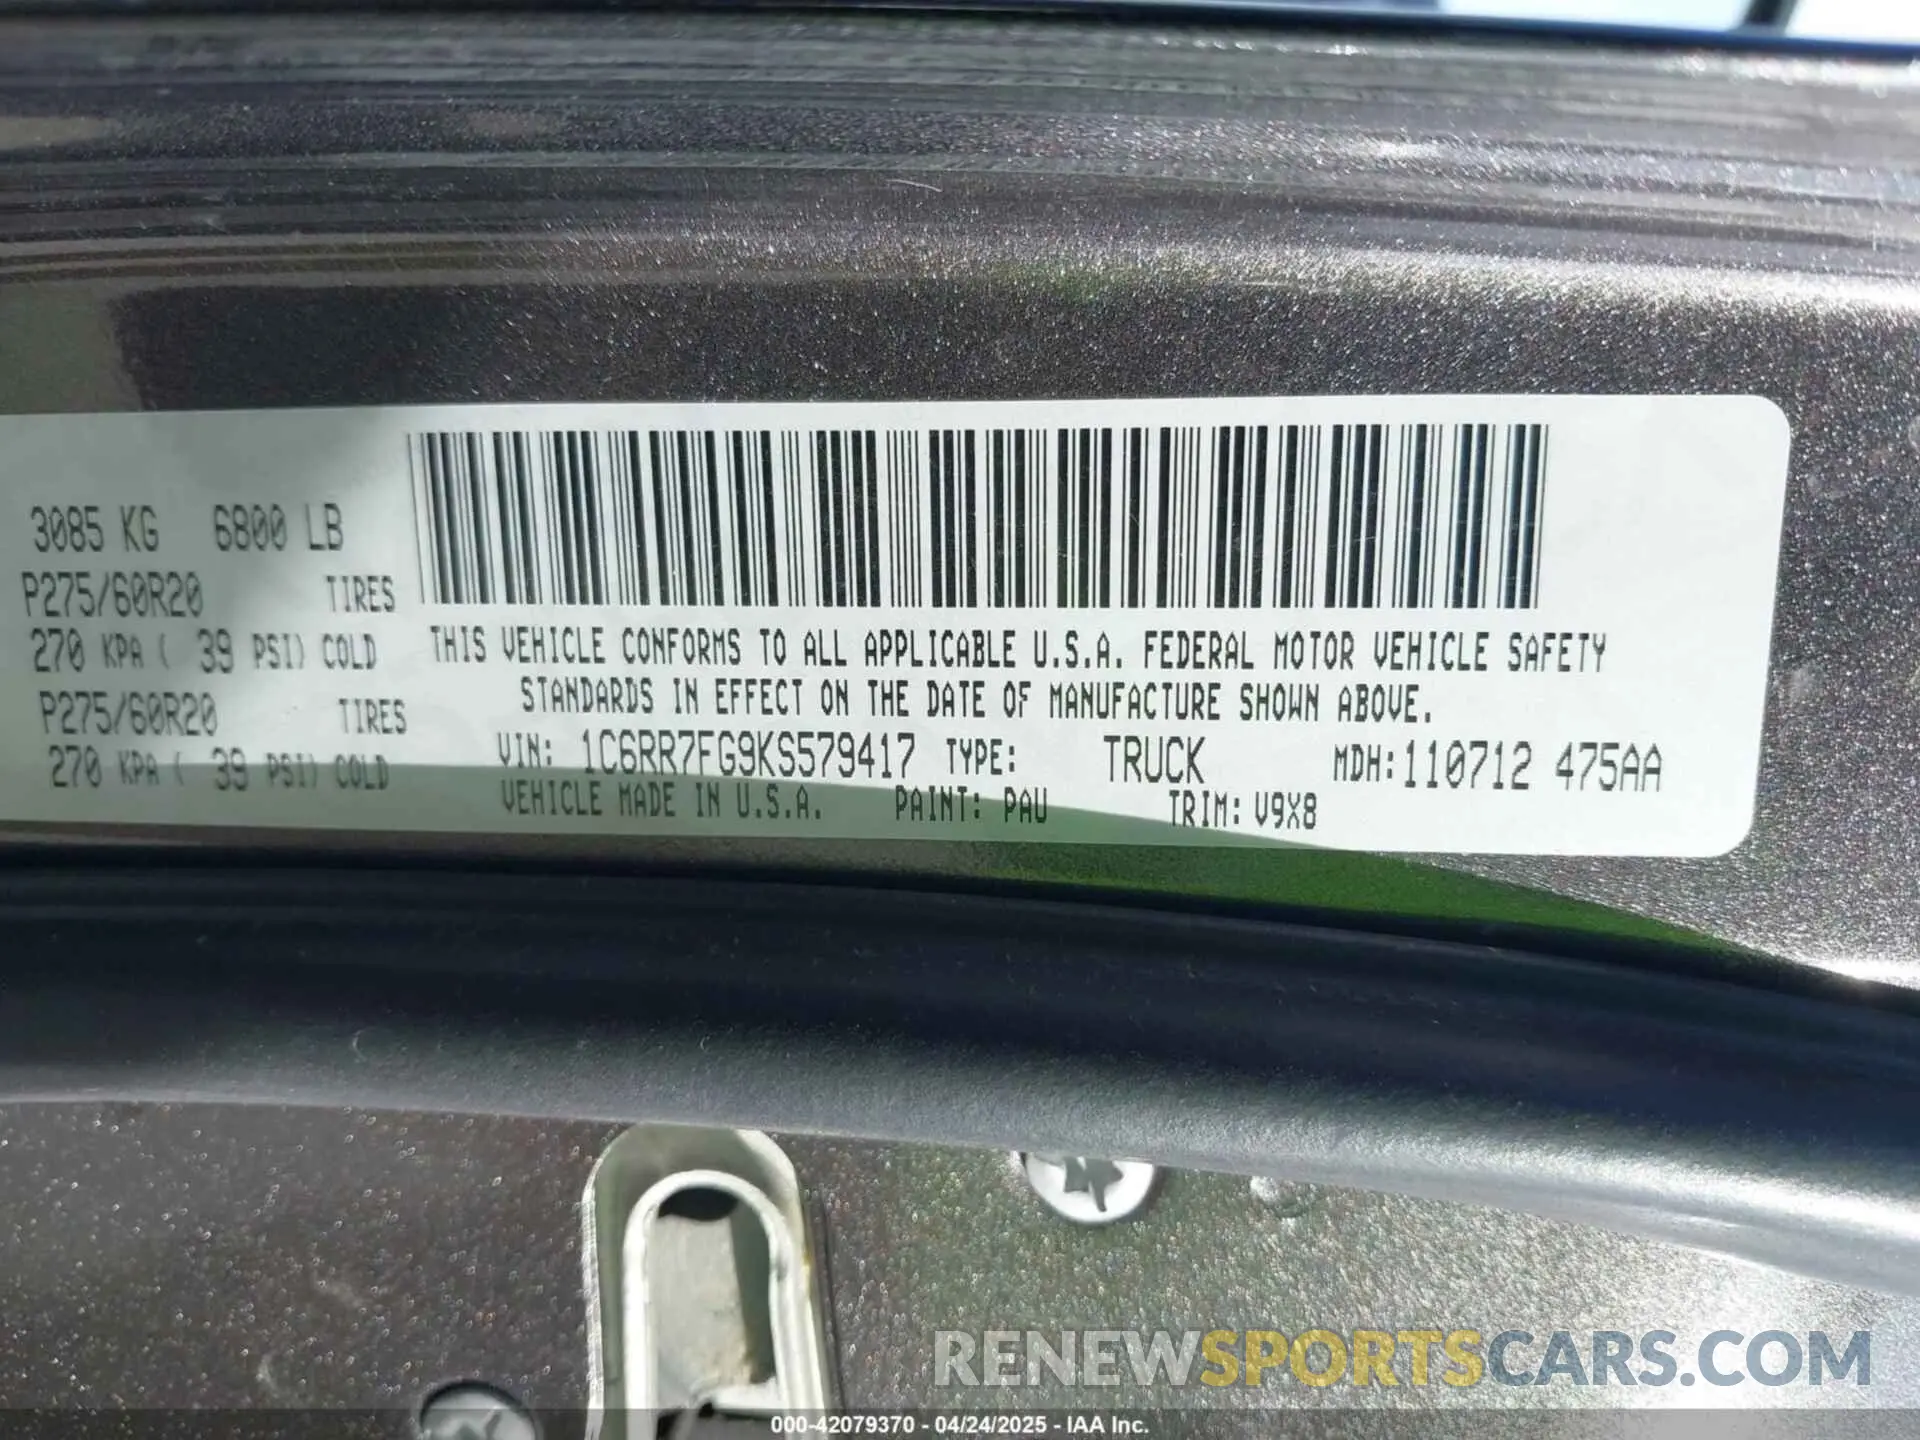 3085 KG 6800 LB
P275/60R20 TIRES
270 KPA ( 39 PSI) COLD
P275/60R20 TIRES
270 KPA ( 39 PSI) COLD
THIS VEHICLE CONFORMS TO ALL APPLICABLE U.S.A. FEDERAL MOTOR VEHICLE SAFETY
STANDARDS IN EFFECT ON THE DATE OF MANUFACTURE SHOWN ABOVE.
VIN: 1C6RR7FG9KS579417 TYPE: TRUCK MDH:110712 475AA
VEHICLE MADE IN U.S.A. PAINT: PAU TRIM: V9X8
RENEWSPORTSCARS.COM
000-42079370 - 04/24/2025 - IAA Inc.